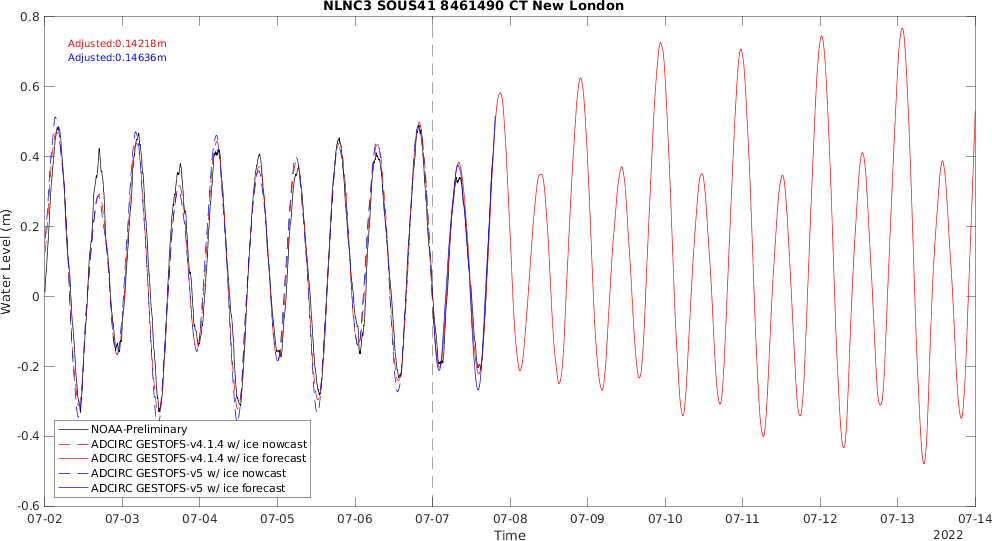 NLNC3 SOUS41 8461490 CT New London
0.8
Adjusted:0.14218m
Adjusted:0.14636m
0.6
0.4
0.2
0
-0.2
-0.4
-0.6
Water Level (m)
NOAA-Preliminary
ADCIRC GESTOFS-v4.1.4 w/ ice nowcast
ADCIRC GESTOFS-v4.1.4 w/ ice forecast
ADCIRC GESTOFS-v5 w/ ice nowcast
ADCIRC GESTOFS-v5 w/ ice forecast
07-02 07-03 07-04 07-05 07-06 07-07 07-08 07-09 07-10 07-11 07-12 07-13 07-14
Time
2022